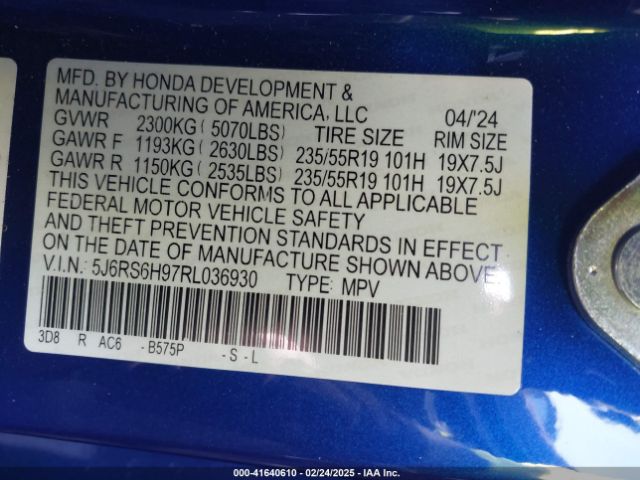 MFD. BY HONDA DEVELOPMENT &
MANUFACTURING OF AMERICA, LLC 04/'24
GVWR 2300KG ( 5070LBS) TIRE SIZE RIM SIZE
GAWR F 1193KG ( 2630LBS) 235/55R19 101H 19X7.5J
GAWR R 1150KG ( 2535LBS) 235/55R19 101H 19X7.5J
THIS VEHICLE CONFORMS TO ALL APPLICABLE
FEDERAL MOTOR VEHICLE SAFETY
AND THEFT PREVENTION STANDARDS IN EFFECT
ON THE DATE OF MANUFACTURE SHOWN ABOVE.
V.I.N.: 5J6RS6H97RL036930 TYPE: MPV
3D8 R AC6 - B575P - S - L
000-41640610 - 02/24/2025 - IAA Inc.